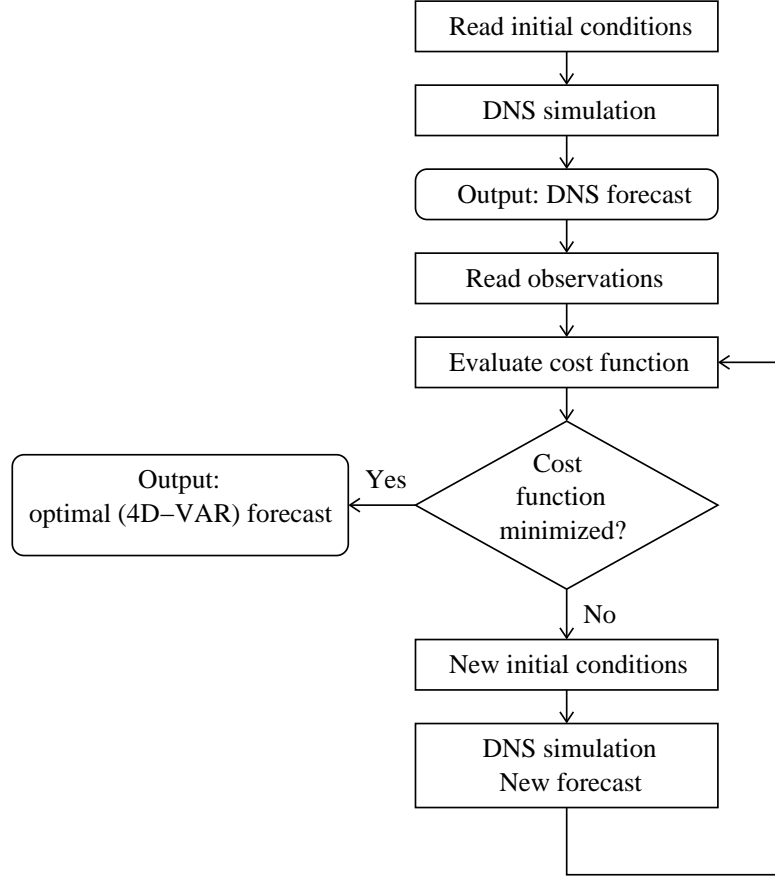 Read initial conditions
DNS simulation
Output: DNS forecast
Read observations
Evaluate cost function
Cost
function
minimized?
Yes
Output:
optimal (4D−VAR) forecast
No
New initial conditions
DNS simulation
New forecast